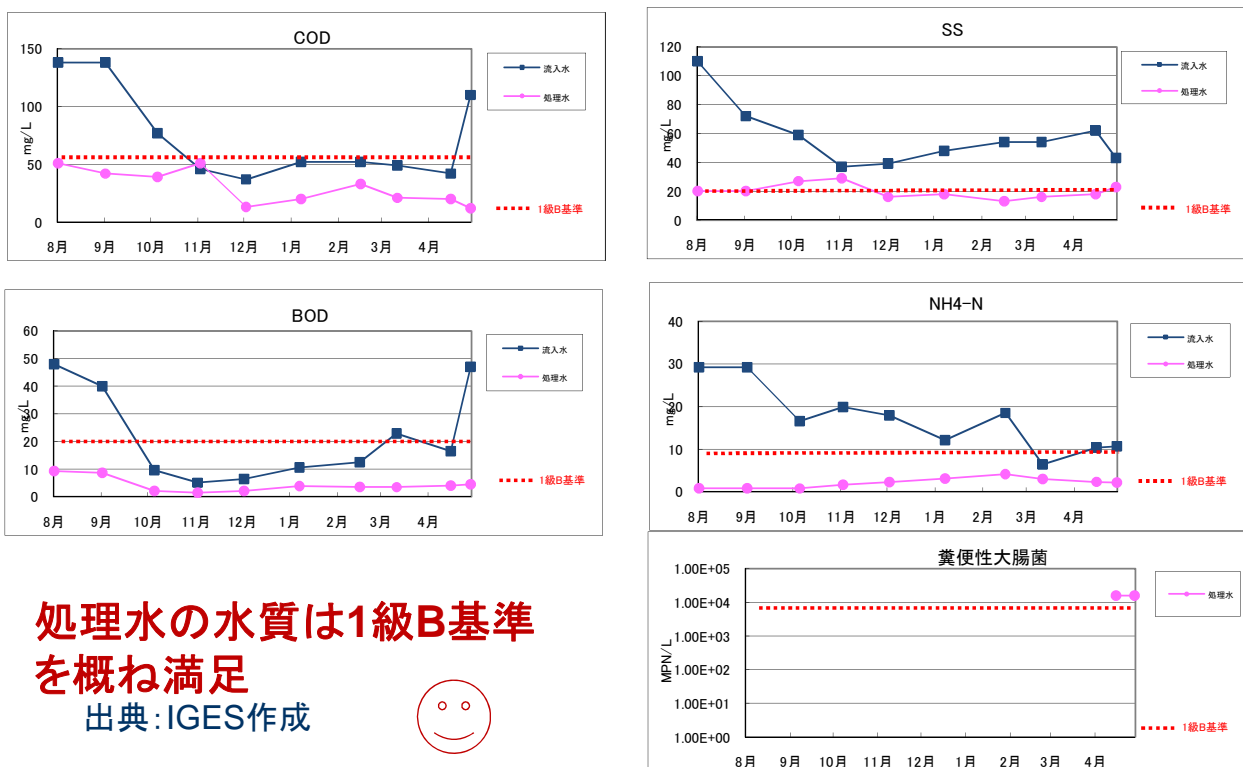 COD
150
100
50
0
mg/L
8月 9月 10月 11月 12月 1月 2月 3月 4月
流入水
処理水
1級B基準
SS
120
100
80
60
40
20
0
mg/L
8月 9月 10月 11月 12月 1月 2月 3月 4月
流入水
処理水
1級B基準
BOD
60
50
40
30
20
10
0
mg/L
8月 9月 10月 11月 12月 1月 2月 3月 4月
流入水
処理水
1級B基準
NH4-N
40
30
20
10
0
mg/L
8月 9月 10月 11月 12月 1月 2月 3月 4月
流入水
処理水
1級B基準
糞便性大腸菌
1.00E+05
1.00E+04
1.00E+03
1.00E+02
1.00E+01
1.00E+00
MPN/L
8月 9月 10月 11月 12月 1月 2月 3月 4月
処理水
1級B基準
処理水の水質は1級B基準
を概ね満足
出典:IGES作成